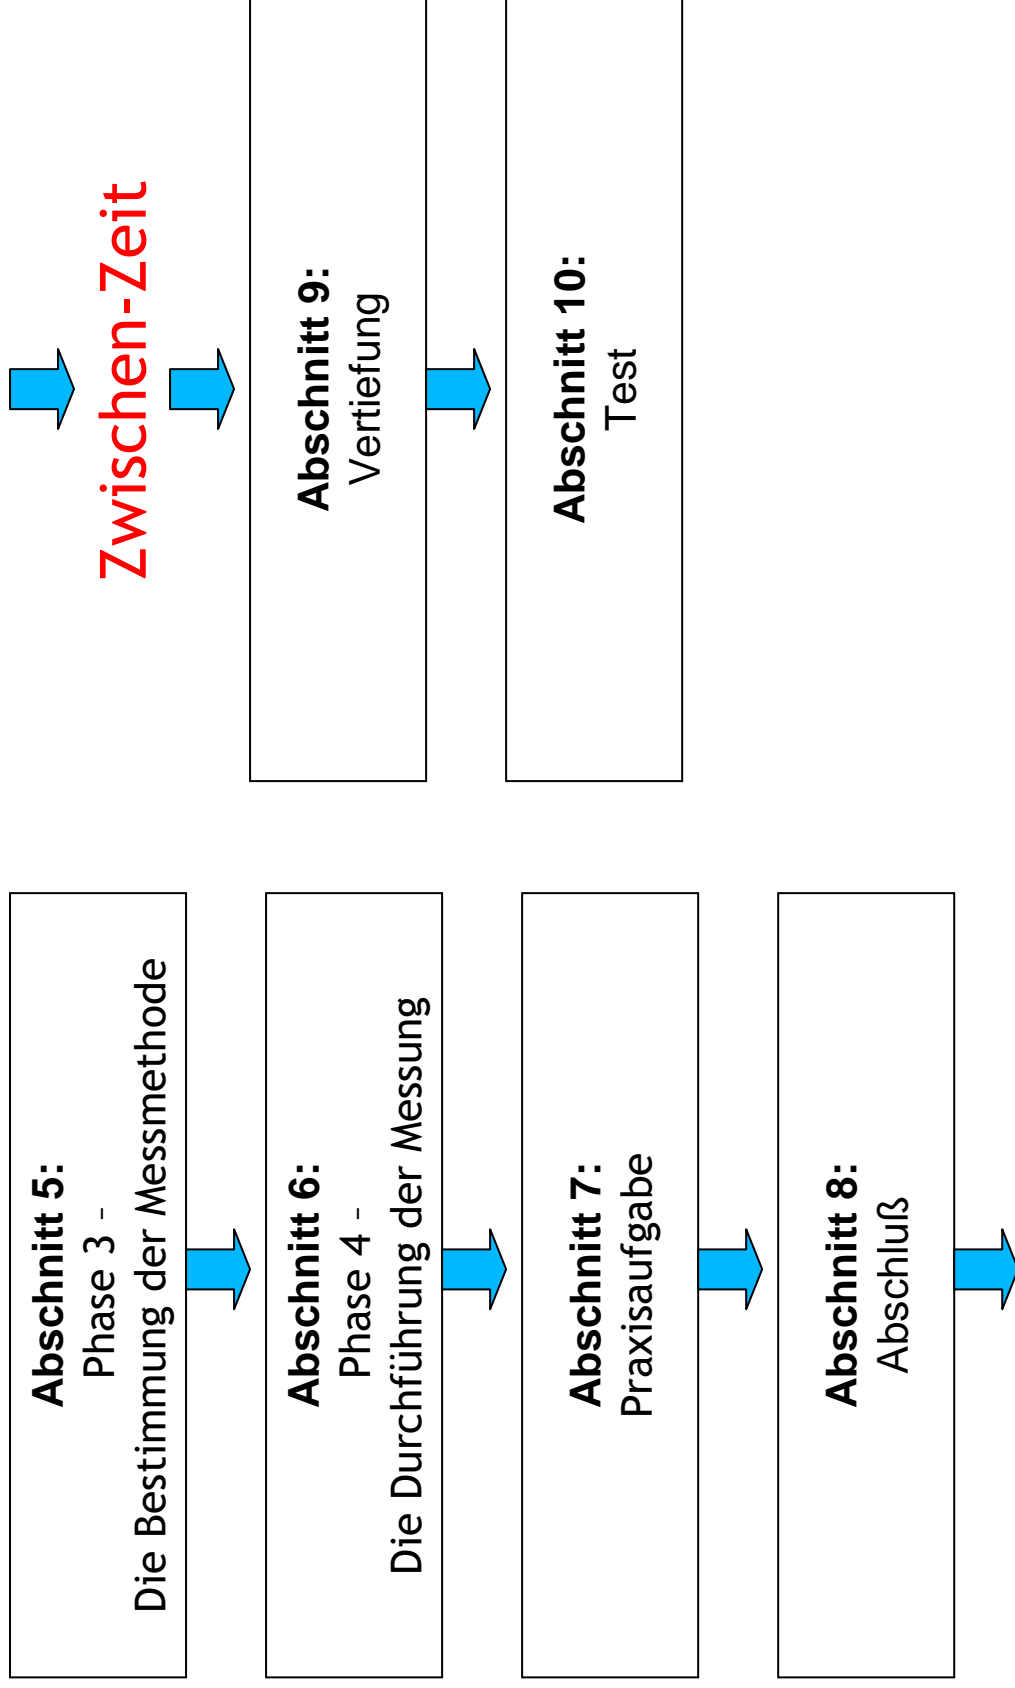 Abschnitt 5:
Phase 3 -
Die Bestimmung der Messmethode
Abschnitt 6:
Phase 4 -
Die Durchführung der Messung
Abschnitt 7:
Praxisaufgabe
Abschnitt 8:
Abschluß
Zwischen-Zeit
Abschnitt 9:
Vertiefung
Abschnitt 10:
Test